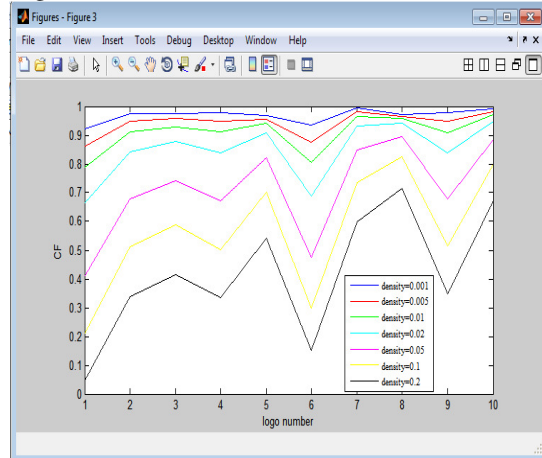 Figures - Figure 3
File Edit View Insert Tools Debug Desktop Window Help
1
0.9
0.8
0.7
0.6
0.5
0.4
0.3
0.2
0.1
0
CF
density=0.001
density=0.005
density=0.01
density=0.02
density=0.05
density=0.1
density=0.2
1 2 3 4 5 6 7 8 9 10
logo number